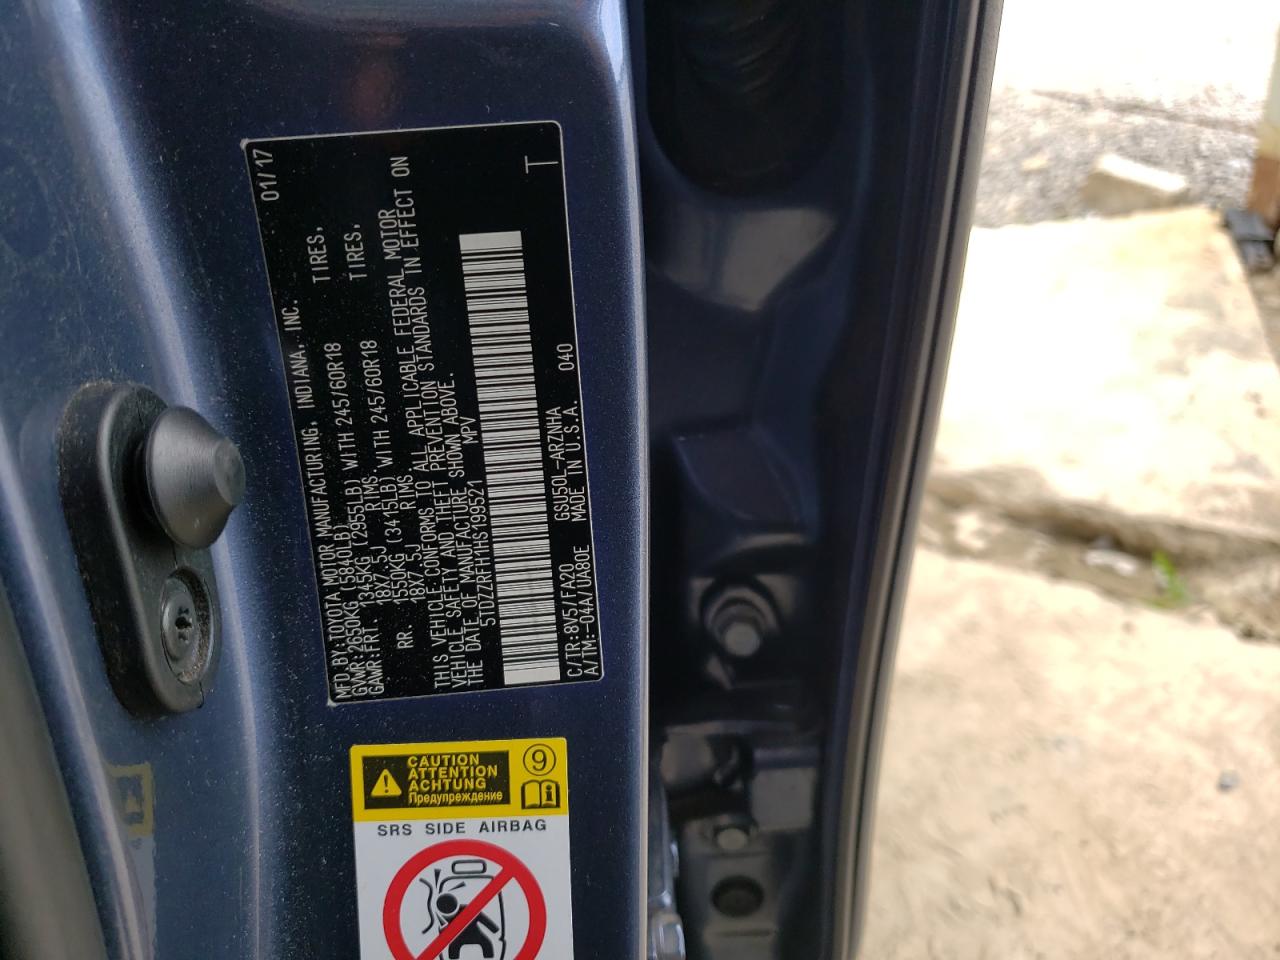 MFD.BY:TOYOTA MOTOR MANUFACTURING, INDIANA, INC. 01/17
GVWR:2650KG (5840LB)
GAWR:FRT. 1345KG (2955LB) WITH 245/60R18 TIRES,
18X7.5J RIMS,
RR. 1550KG (3415LB) WITH 245/60R18 TIRES,
18X7.5J RIMS,
THIS VEHICLE CONFORMS TO ALL APPLICABLE FEDERAL MOTOR
VEHICLE SAFETY AND THEFT PREVENTION STANDARDS IN EFFECT ON
THE DATE OF MANUFACTURE SHOWN ABOVE.
5TDZZRFH1HS199521 MPV
T
C/TR:8V5/FA20 GSU50L-ARZNHA 040
A/TM:-04A/UA80E MADE IN U.S.A.
CAUTION
ATTENTION
ACHTUNG
Предупреждение
9
SRS SIDE AIRBAG